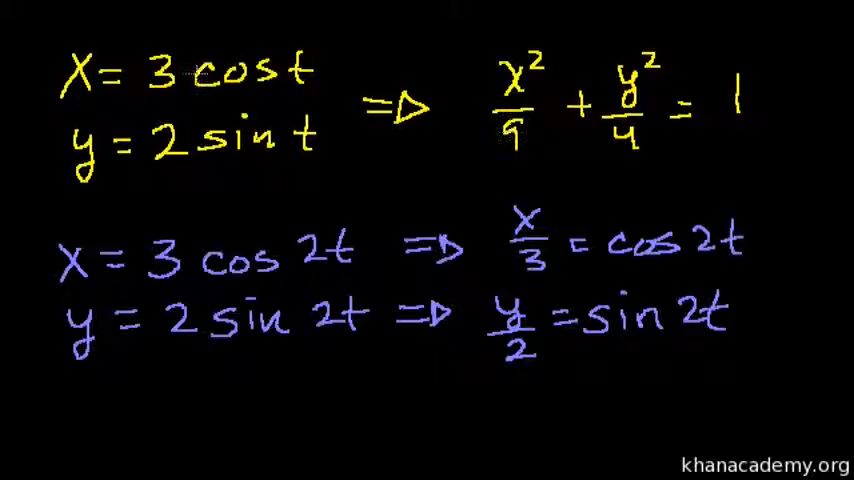 x = 3 cos t ⇒ x²/9 + y²/4 = 1
y = 2 sin t
x = 3 cos 2t ⇒ x/3 = cos 2t
y = 2 sin 2t ⇒ y/2 = sin 2t
khanacademy.org